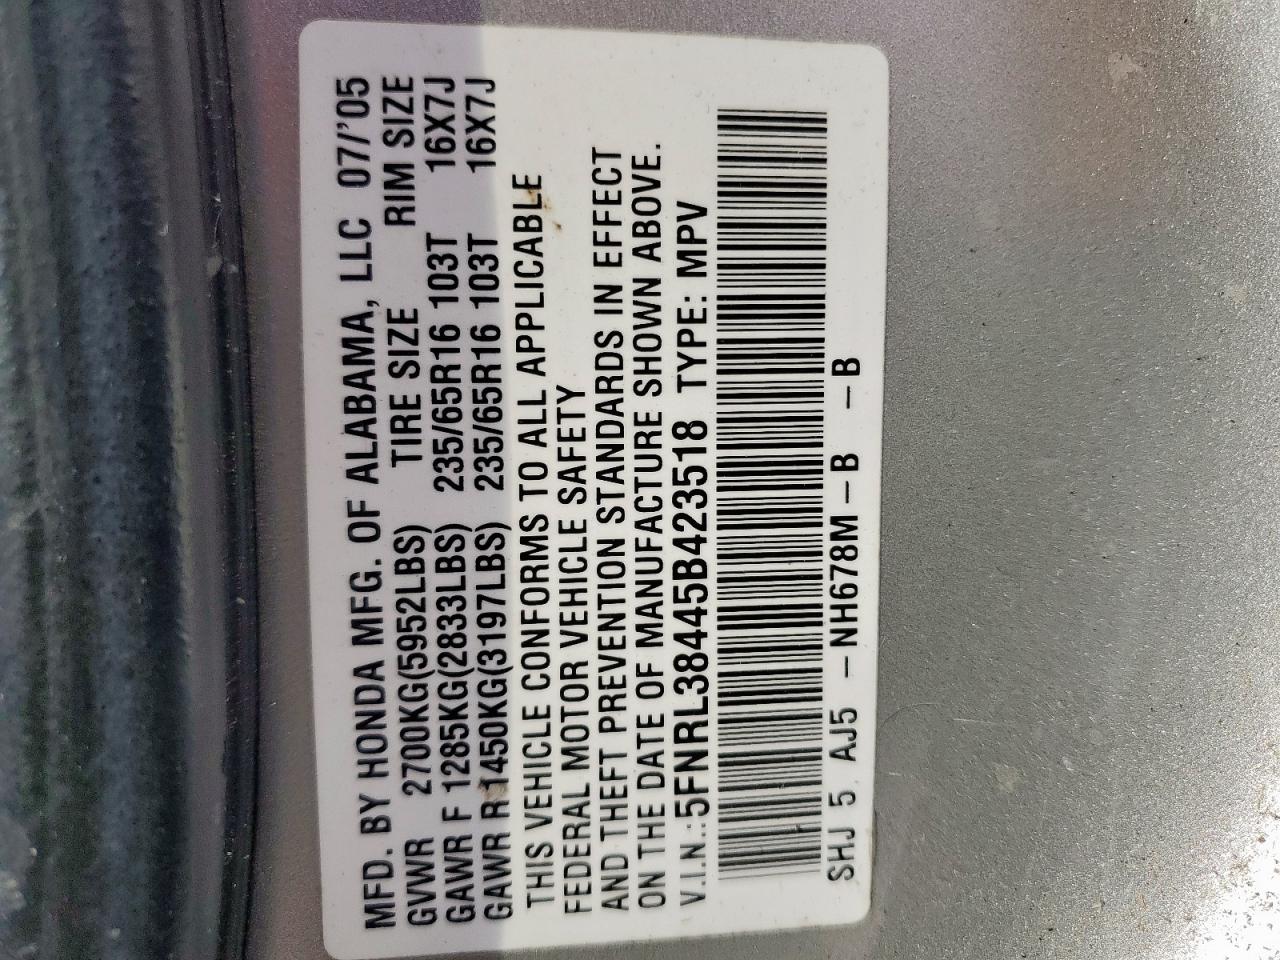 MFD. BY HONDA MFG. OF ALABAMA, LLC 07/'05
GVWR 2700KG(5952LBS) TIRE SIZE RIM SIZE
GAWR F 1285KG(2833LBS) 235/65R16 103T 16X7J
GAWR R 1450KG(3197LBS) 235/65R16 103T 16X7J
THIS VEHICLE CONFORMS TO ALL APPLICABLE
FEDERAL MOTOR VEHICLE SAFETY
AND THEFT PREVENTION STANDARDS IN EFFECT
ON THE DATE OF MANUFACTURE SHOWN ABOVE.
V.I.N.:5FNRL38445B423518 TYPE: MPV
SHJ 5 AJ5 -NH678M-B -B